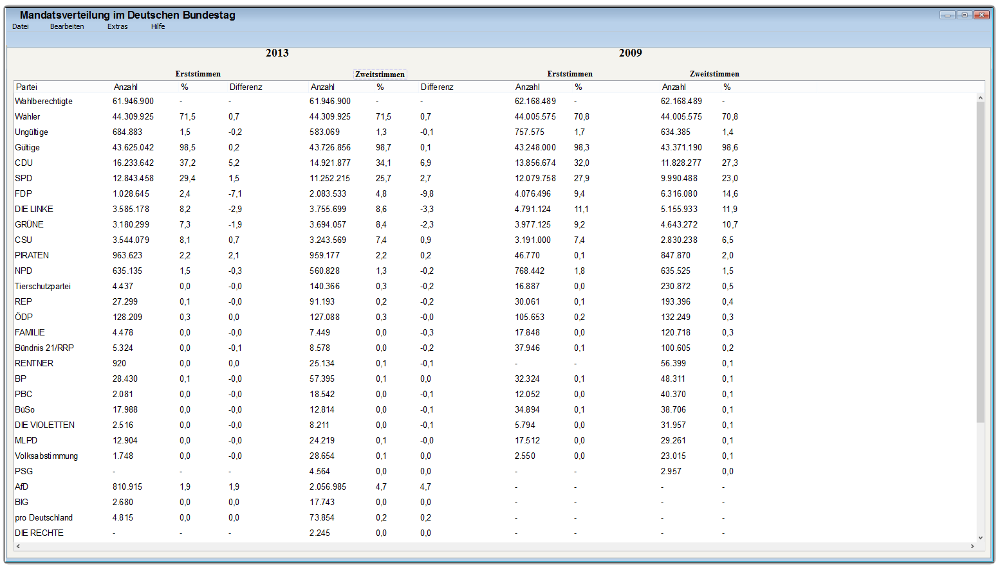 Mandatsverteilung im Deutschen Bundestag
Datei Bearbeiten Extras Hilfe
2013 2009
Erststimmen Zweitstimmen Erststimmen Zweitstimmen
Partei Anzahl % Differenz Anzahl % Differenz Anzahl % Anzahl %
Wahlberechtigte 61.946.900 - - 61.946.900 - - 62.168.489 - 62.168.489 -
Wähler 44.309.925 71,5 0,7 44.309.925 71,5 0,7 44.005.575 70,8 44.005.575 70,8
Ungültige 684.883 1,5 -0,2 583.069 1,3 -0,1 757.575 1,7 634.385 1,4
Gültige 43.625.042 98,5 0,2 43.726.856 98,7 0,1 43.248.000 98,3 43.371.190 98,6
CDU 16.233.642 37,2 5,2 14.921.877 34,1 6,9 13.856.674 32,0 11.828.277 27,3
SPD 12.843.458 29,4 1,5 11.252.215 25,7 2,7 12.079.758 27,9 9.990.488 23,0
FDP 1.028.645 2,4 -7,1 2.083.533 4,8 -9,8 4.076.496 9,4 6.316.080 14,6
DIE LINKE 3.585.178 8,2 -2,9 3.755.699 8,6 -3,3 4.791.124 11,1 5.155.933 11,9
GRÜNE 3.180.299 7,3 -1,9 3.694.057 8,4 -2,3 3.977.125 9,2 4.643.272 10,7
CSU 3.544.079 8,1 0,7 3.243.569 7,4 0,9 3.191.000 7,4 2.830.238 6,5
PIRATEN 963.623 2,2 2,1 959.177 2,2 0,2 46.770 0,1 847.870 2,0
NPD 635.135 1,5 -0,3 560.828 1,3 -0,2 768.442 1,8 635.525 1,5
Tierschutzpartei 4.437 0,0 -0,0 140.366 0,3 -0,2 16.887 0,0 230.872 0,5
REP 27.299 0,1 -0,0 91.193 0,2 -0,2 30.061 0,1 193.396 0,4
ÖDP 128.209 0,3 0,0 127.088 0,3 -0,0 105.653 0,2 132.249 0,3
FAMILIE 4.478 0,0 -0,0 7.449 0,0 -0,3 17.848 0,0 120.718 0,3
Bündnis 21/RRP 5.324 0,0 -0,1 8.578 0,0 -0,2 37.946 0,1 100.605 0,2
RENTNER 920 0,0 0,0 25.134 0,1 -0,1 - - 56.399 0,1
BP 28.430 0,1 -0,0 57.395 0,1 0,0 32.324 0,1 48.311 0,1
PBC 2.081 0,0 -0,0 18.542 0,0 -0,1 12.052 0,0 40.370 0,1
BüSo 17.988 0,0 -0,0 12.814 0,0 -0,1 34.894 0,1 38.706 0,1
DIE VIOLETTEN 2.516 0,0 -0,0 8.211 0,0 -0,1 5.794 0,0 31.957 0,1
MLPD 12.904 0,0 -0,0 24.219 0,1 -0,0 17.512 0,0 29.261 0,1
Volksabstimmung 1.748 0,0 -0,0 28.654 0,1 0,0 2.550 0,0 23.015 0,1
PSG - - - 4.564 0,0 0,0 - - 2.957 0,0
AfD 810.915 1,9 1,9 2.056.985 4,7 4,7 - - - -
BIG 2.680 0,0 0,0 17.743 0,0 0,0 - - - -
pro Deutschland 4.815 0,0 0,0 73.854 0,2 0,2 - - - -
DIE RECHTE - - - 2.245 0,0 0,0 - - - -